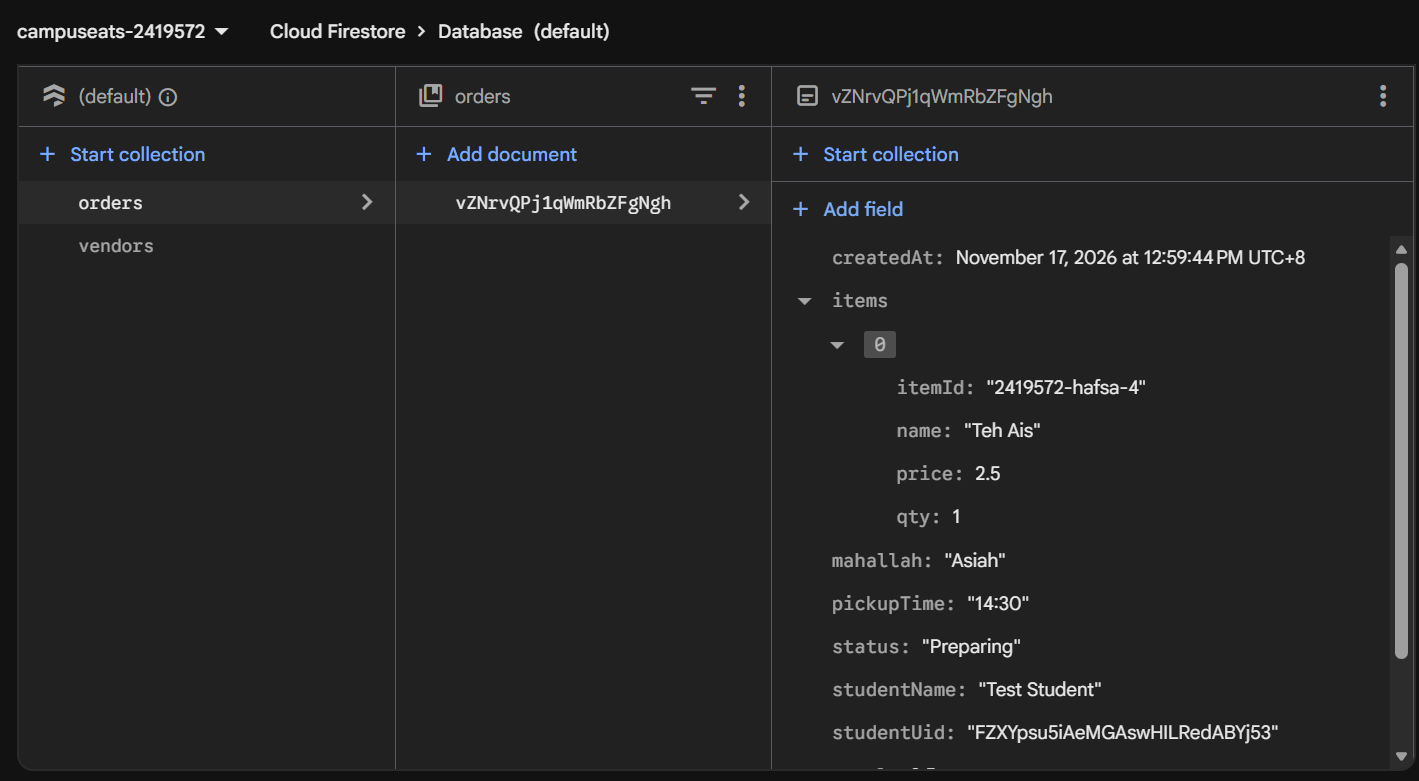 campuseats-2419572 Cloud Firestore > Database (default)
(default)
orders
vZNrvQPj1qWmRbZFgNgh
+ Start collection
+ Add document
+ Start collection
orders
vendors
vZNrvQPj1qWmRbZFgNgh
+ Add field
createdAt: November 17, 2026 at 12:59:44 PM UTC+8
items
0
itemId: "2419572-hafsa-4"
name: "Teh Ais"
price: 2.5
qty: 1
mahallah: "Asiah"
pickupTime: "14:30"
status: "Preparing"
studentName: "Test Student"
studentUid: "FZXYpsu5iAeMGAswHILRedABYj53"